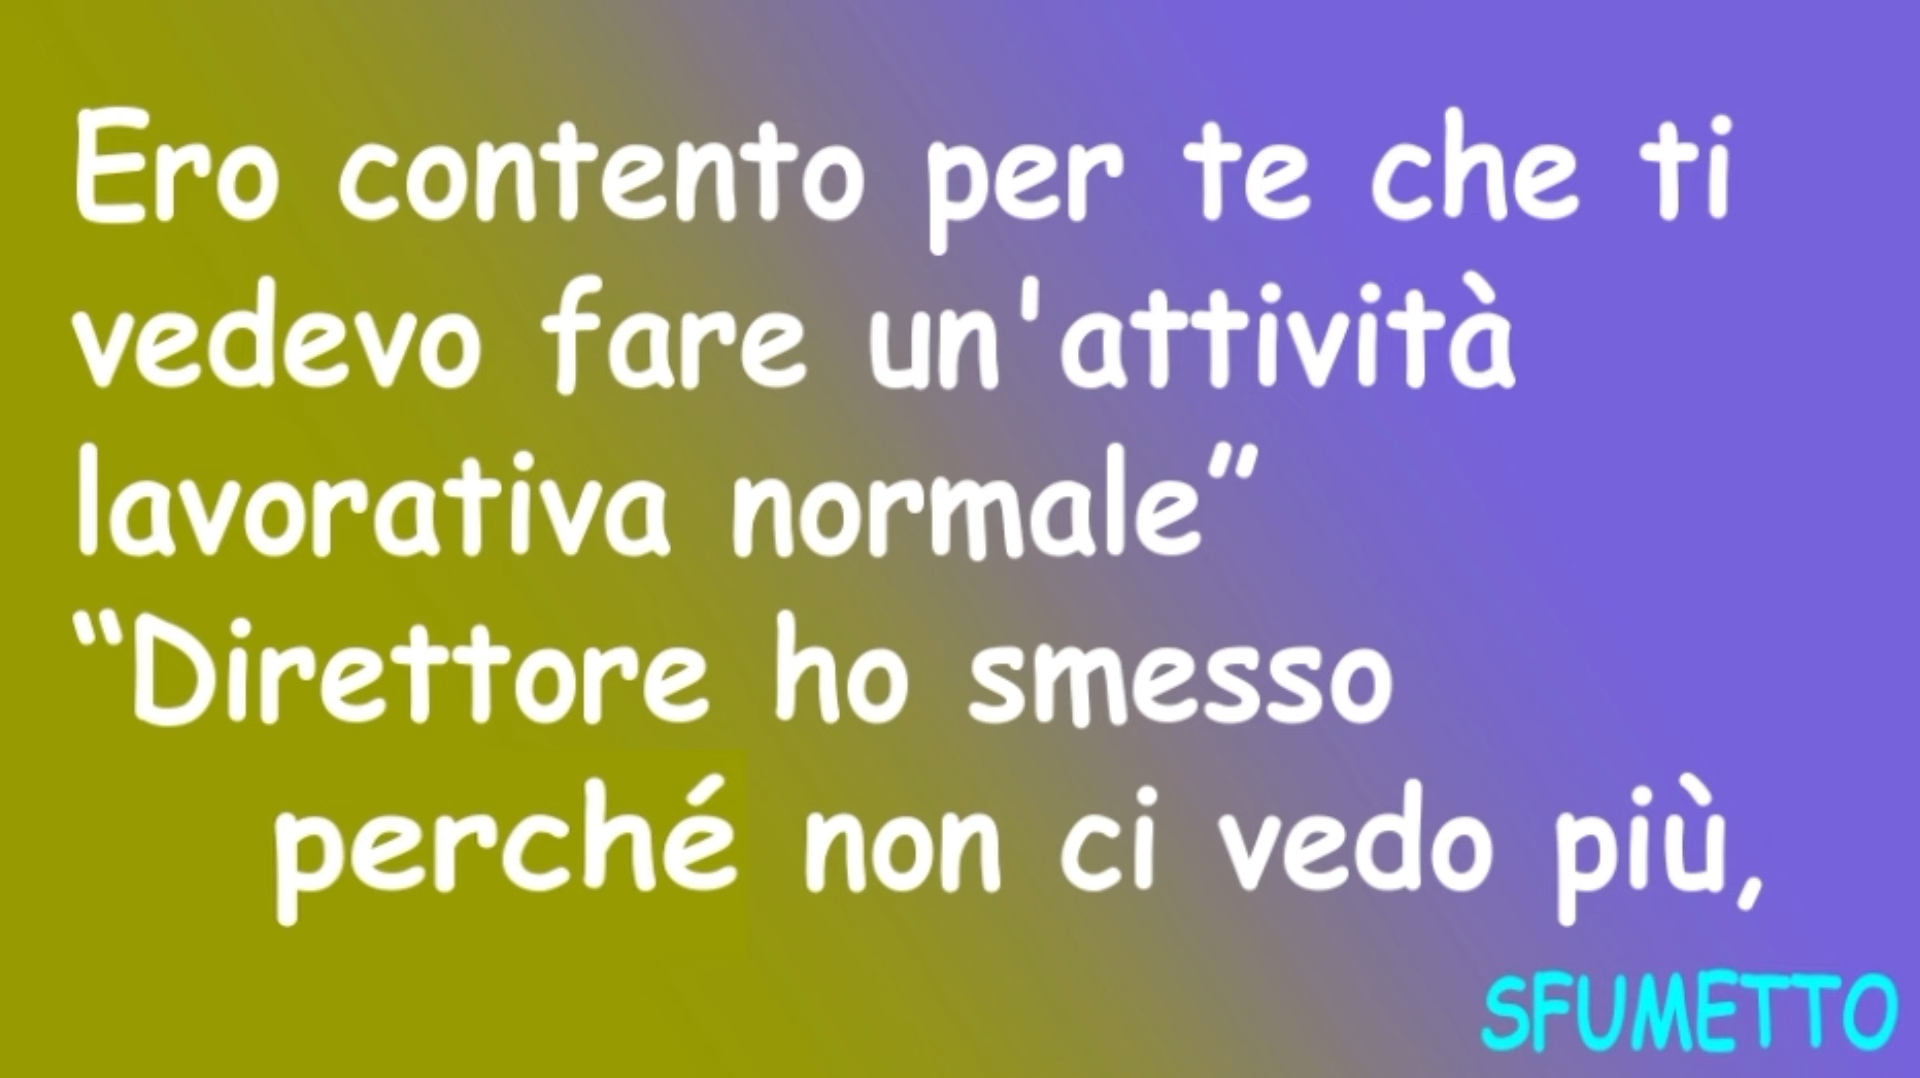 Ero contento per te che ti
vedevo fare un'attività
lavorativa normale”
“Direttore ho smesso
perché non ci vedo più,
SFUMETTO